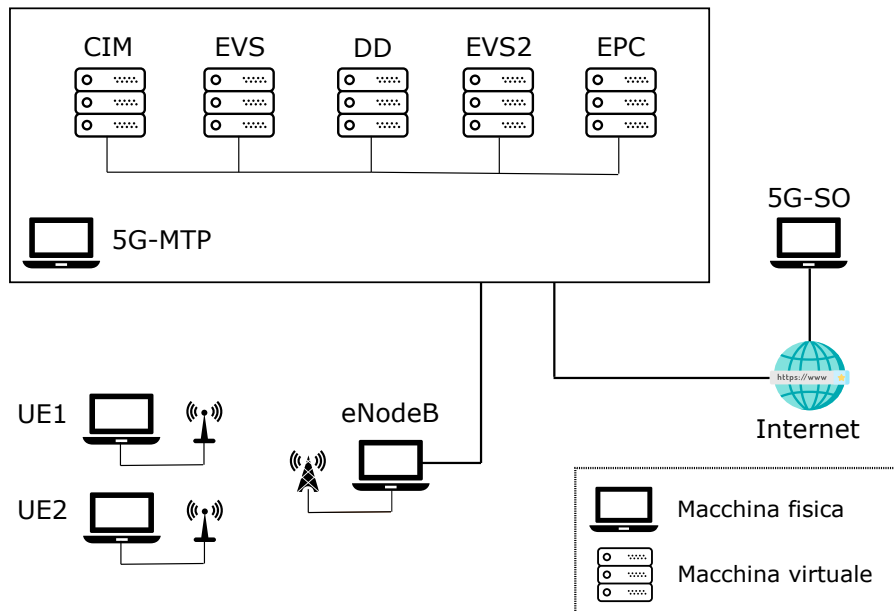 CIM EVS DD EVS2 EPC
5G-MTP
5G-SO
https://www
Internet
UE1
eNodeB
UE2
Macchina fisica
Macchina virtuale